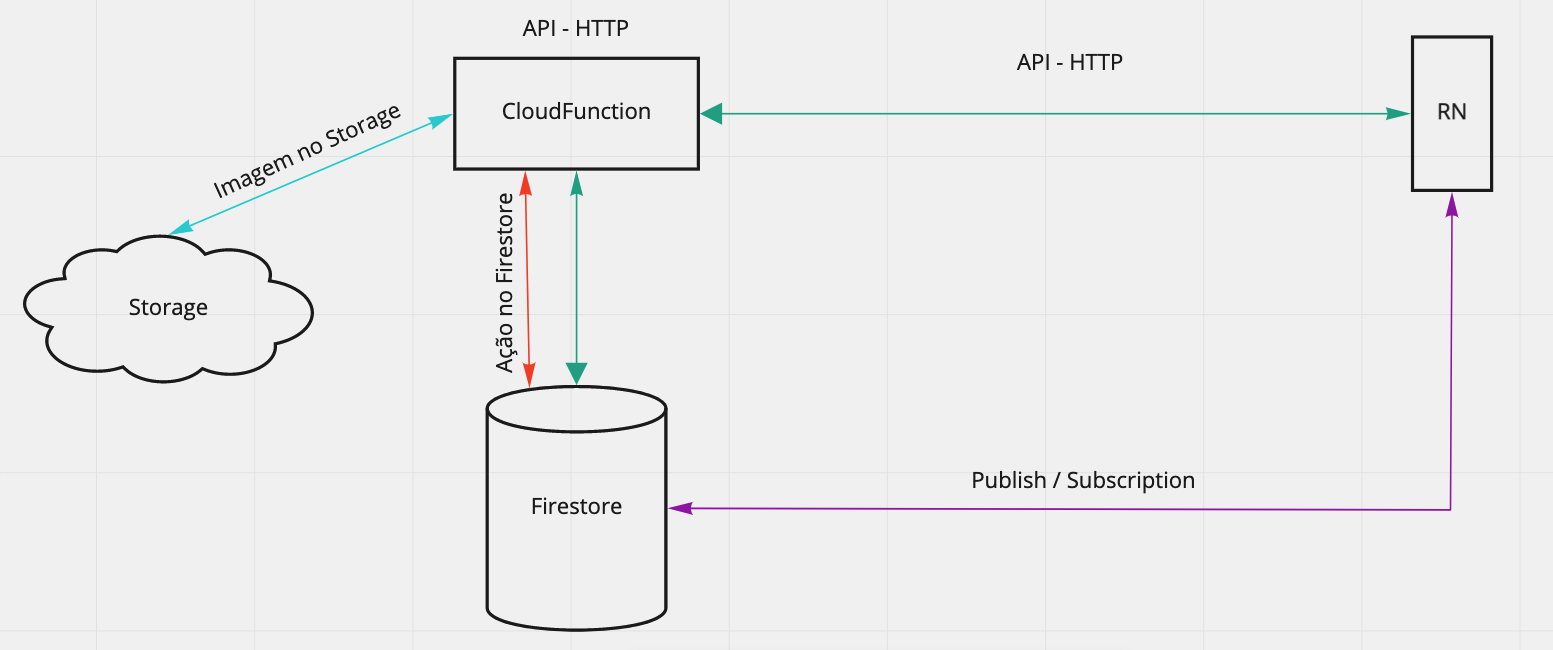 API - HTTP
API - HTTP
CloudFunction
RN
Imagem no Storage
Ação no Firestore
Storage
Publish / Subscription
Firestore